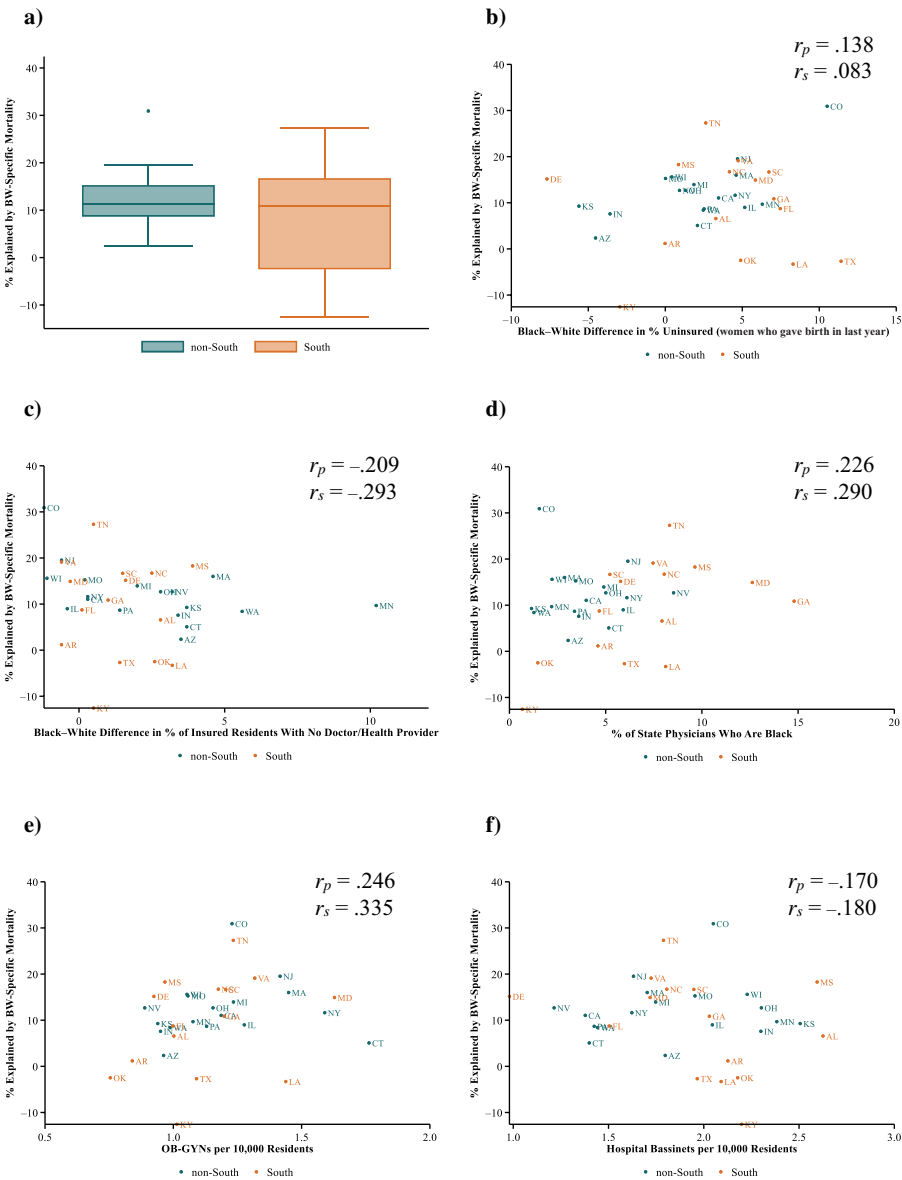 a)
% Explained by BW-Specific Mortality
40
30
20
10
0
−10
non-South South
b)
r_p = .138
r_s = .083
% Explained by BW-Specific Mortality
40
30
20
10
0
−10
CO
TN
NJ
VA
MS
NC
SC
DE
MO
WI
MA
MD
MI
OH
CA
NY
GA
KS
IN
WA
IL
MN
FL
AL
CT
AZ
AR
OK
LA
TX
KY
−10 −5 0 5 10 15
Black–White Difference in % Uninsured (women who gave birth in last year)
non-South South
c)
r_p = –.209
r_s = –.293
% Explained by BW-Specific Mortality
40
30
20
10
0
−10
CO
TN
NJ
VA
MS
SC
NC
WI
MD
MO
DE
MA
MI
OH
NV
NY
CA
GA
IL
FL
PA
KS
WA
MN
IN
AL
CT
AZ
AR
TX
OK
LA
KY
0 5 10
Black–White Difference in % of Insured Residents With No Doctor/Health Provider
non-South South
d)
r_p = .226
r_s = .290
% Explained by BW-Specific Mortality
40
30
20
10
0
−10
CO
TN
NJ
VA
MS
SC
NC
WI
MA
MO
DE
MD
MI
OH
NV
CA
NY
GA
KS
WA
MN
PA
FL
IL
IN
AL
CT
AZ
AR
OK
TX
LA
KY
0 5 10 15 20
% of State Physicians Who Are Black
non-South South
e)
r_p = .246
r_s = .335
% Explained by BW-Specific Mortality
40
30
20
10
0
−10
CO
TN
NJ
VA
MS
NC
SC
DE
WI
MO
MA
MD
MI
NV
OH
NY
CA
GA
KS
MN
WA
FL
PA
IL
IN
AL
CT
AZ
AR
OK
TX
LA
KY
0.5 1.0 1.5 2.0
OB-GYNs per 10,000 Residents
non-South South
f)
r_p = –.170
r_s = –.180
% Explained by BW-Specific Mortality
40
30
20
10
0
−10
CO
TN
NJ
VA
MS
NC
SC
DE
MA
MD
MO
WI
MI
NV
OH
CA
NY
GA
PA
WA
FL
IL
MN
KS
IN
AL
CT
AZ
AR
TX
LA
OK
KY
1.0 1.5 2.0 2.5 3.0
Hospital Bassinets per 10,000 Residents
non-South South